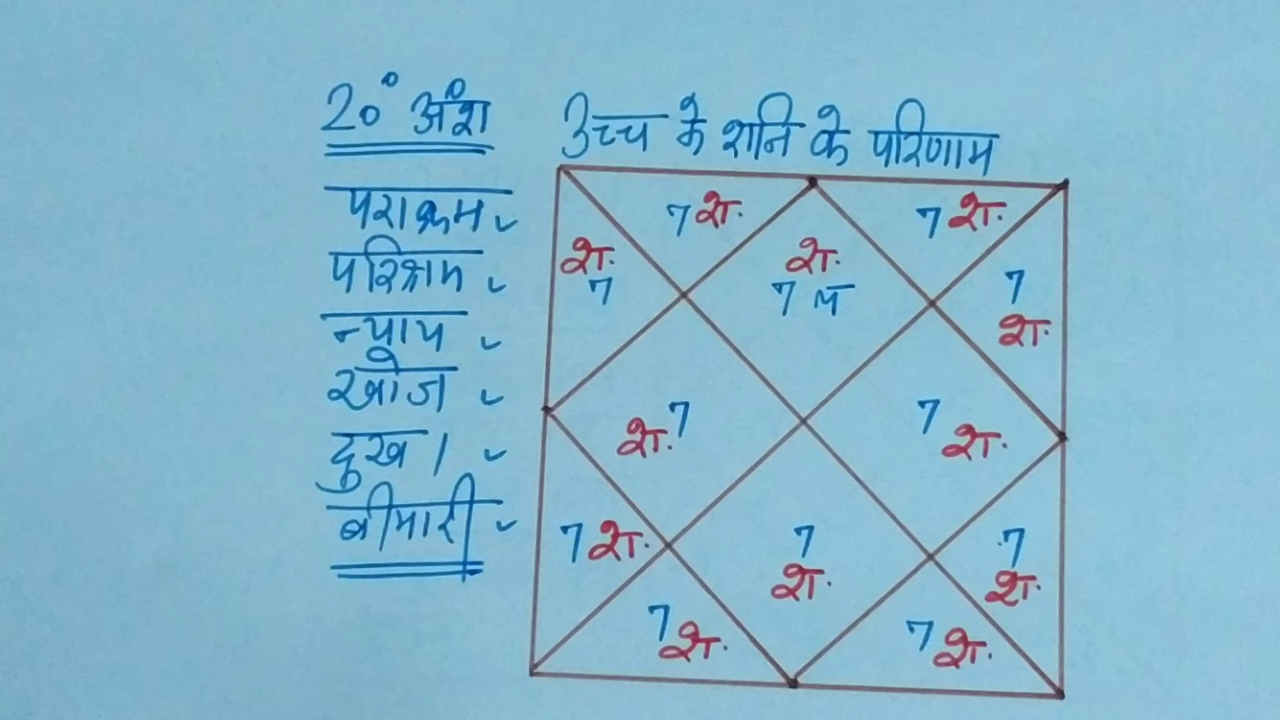 20° अंश
उच्च के शनि के परिणाम
पराक्रम
परिश्रम
न्याय
खोज
दुख।
बीमारी
7 श.
7 श.
श.
7
श.
7 ल
7
श.
श. 7
7
श.
7 श.
7
श.
7
श.
7
श.
7 श.